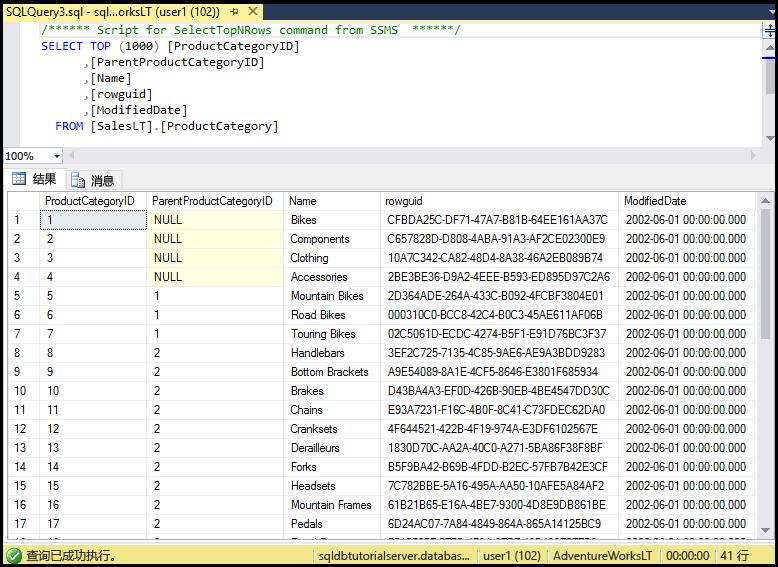 SQLQuery3.sql - sql...orksLT (user1 (102))
/****** Script for SelectTopNRows command from SSMS  ******/
SELECT TOP (1000) [ProductCategoryID]
,[ParentProductCategoryID]
,[Name]
,[rowguid]
,[ModifiedDate]
FROM [SalesLT].[ProductCategory]
100%
结果 消息
ProductCategoryID ParentProductCategoryID Name rowguid ModifiedDate
1 1 NULL Bikes CFBDA25C-DF71-47A7-B81B-64EE161AA37C 2002-06-01 00:00:00.000
2 2 NULL Components C657828D-D808-4ABA-91A3-AF2CE02300E9 2002-06-01 00:00:00.000
3 3 NULL Clothing 10A7C342-CA82-48D4-8A38-46A2EB089B74 2002-06-01 00:00:00.000
4 4 NULL Accessories 2BE3BE36-D9A2-4EEE-B593-ED895D97C2A6 2002-06-01 00:00:00.000
5 5 1 Mountain Bikes 2D364ADE-264A-433C-B092-4FCBF3804E01 2002-06-01 00:00:00.000
6 6 1 Road Bikes 000310C0-BCC8-42C4-B0C3-45AE611AF06B 2002-06-01 00:00:00.000
7 7 1 Touring Bikes 02C5061D-ECDC-4274-B5F1-E91D76BC3F37 2002-06-01 00:00:00.000
8 8 2 Handlebars 3EF2C725-7135-4C85-9AE6-AE9A3BDD9283 2002-06-01 00:00:00.000
9 9 2 Bottom Brackets A9E54089-8A1E-4CF5-8646-E3801F685934 2002-06-01 00:00:00.000
10 10 2 Brakes D43BA4A3-EF0D-426B-90EB-4BE4547DD30C 2002-06-01 00:00:00.000
11 11 2 Chains E93A7231-F16C-4B0F-8C41-C73FDEC62DA0 2002-06-01 00:00:00.000
12 12 2 Cranksets 4F644521-422B-4F19-974A-E3DF6102567E 2002-06-01 00:00:00.000
13 13 2 Derailleurs 1830D70C-AA2A-40C0-A271-5BA86F38F8BF 2002-06-01 00:00:00.000
14 14 2 Forks B5F9BA42-B69B-4FDD-B2EC-57FB7B42E3CF 2002-06-01 00:00:00.000
15 15 2 Headsets 7C782BBE-5A16-495A-AA50-10AFE5A84AF2 2002-06-01 00:00:00.000
16 16 2 Mountain Frames 61B21B65-E16A-4BE7-9300-4D8E9DB861BE 2002-06-01 00:00:00.000
17 17 2 Pedals 6D24AC07-7A84-4849-864A-865A14125BC9 2002-06-01 00:00:00.000
查询已成功执行。 sqldbtutorialserver.databas... user1 (102) AdventureWorksLT 00:00:00 41 行